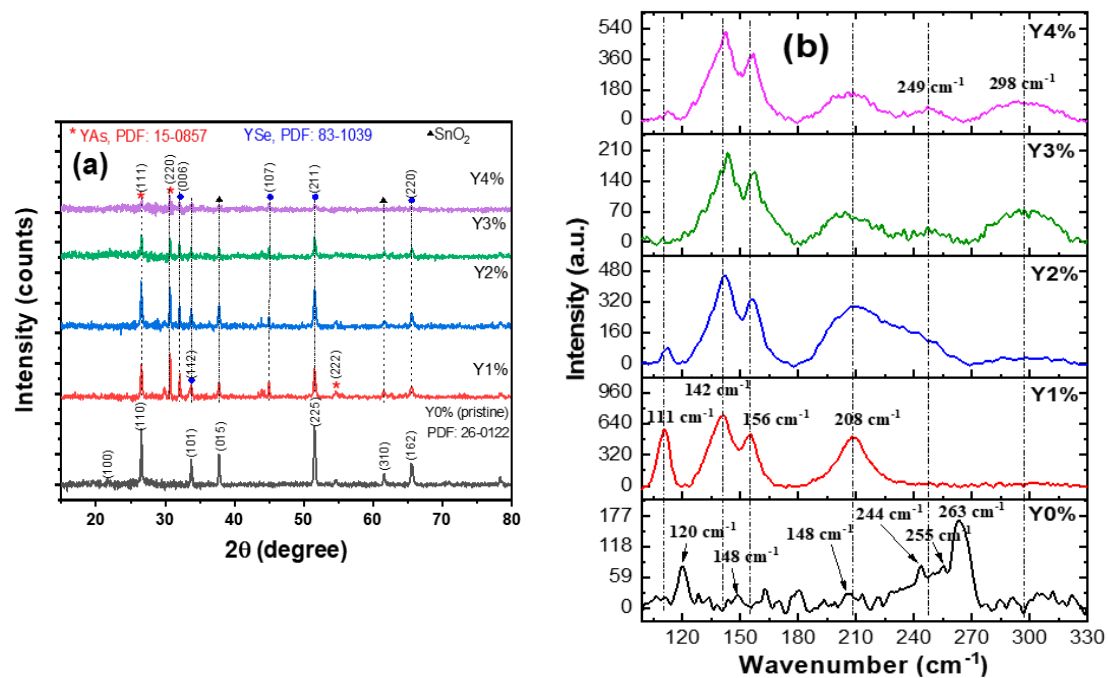 * YAs, PDF: 15-0857 YSe, PDF: 83-1039 ▲SnO2
(a)
(111)
(220)
(006)
(107)
(211)
(220)
Y4%
Y3%
Y2%
Y1%
(112)
(222)
Y0% (pristine)
PDF: 26-0122
(100)
(110)
(101)
(015)
(225)
(310)
(162)
Intensity (counts)
20 30 40 50 60 70 80
2θ (degree)
(b)
Y4%
540
360
180
0
249 cm-1
298 cm-1
Y3%
210
140
70
0
Y2%
480
320
160
0
Y1%
960
640
320
0
111 cm-1
142 cm-1
156 cm-1
208 cm-1
Y0%
177
118
59
0
120 cm-1
148 cm-1
148 cm-1
244 cm-1
255 cm-1
263 cm-1
Intensity (a.u.)
120 150 180 210 240 270 300 330
Wavenumber (cm-1)